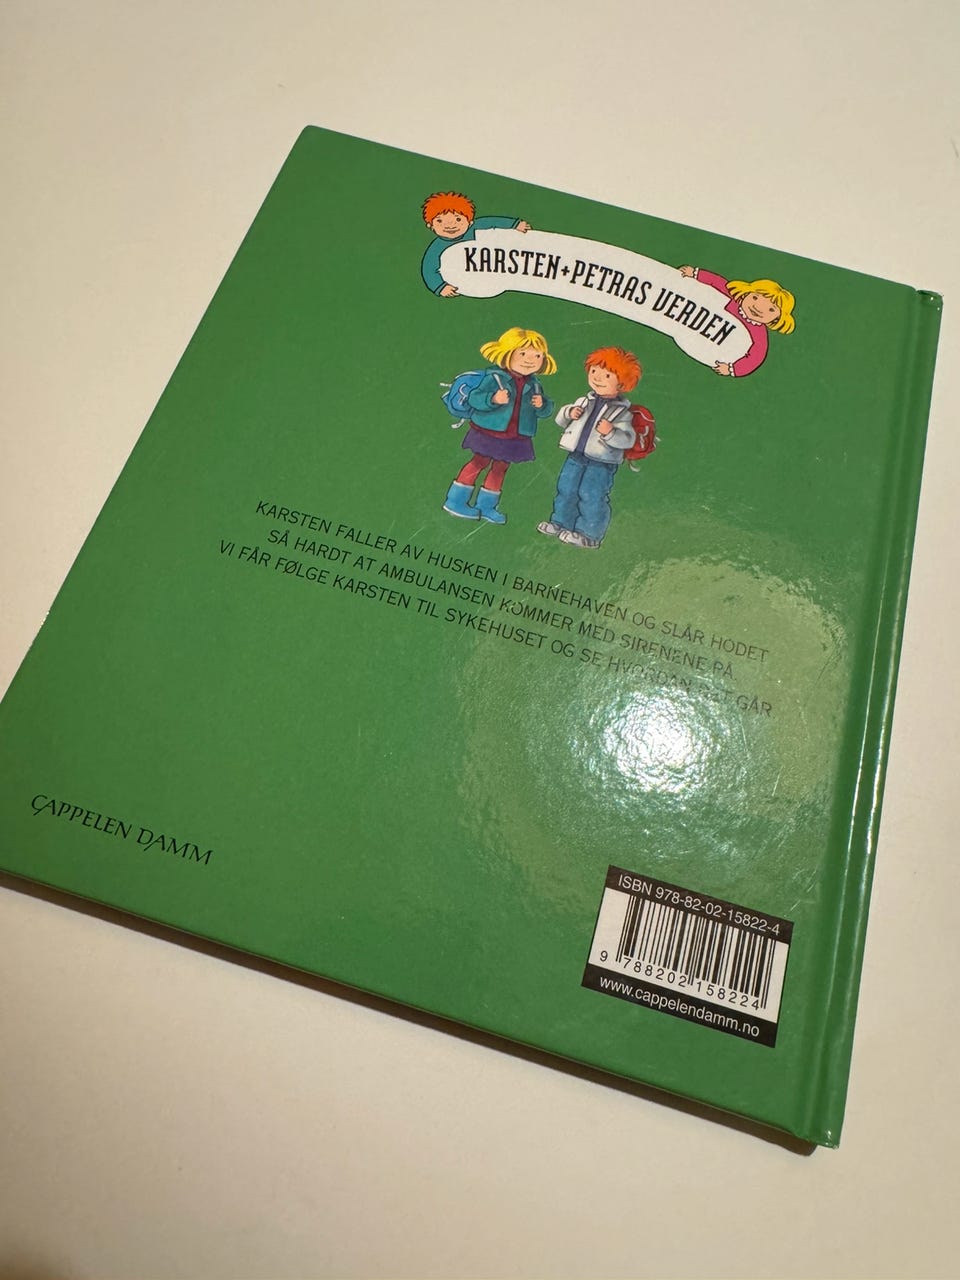 KARSTEN+PETRAS VERDEN
KARSTEN FALLER AV HUSKEN I BARNEHAVEN OG SLÅR HODET
SÅ HARDT AT AMBULANSEN KOMMER MED SIRENENE PÅ.
VI FÅR FØLGE KARSTEN TIL SYKEHUSET OG SE HVORDAN DET GÅR
CAPPELEN DAMM
ISBN 978-82-02-15822-4
9 788202 158224
www.cappelendamm.no